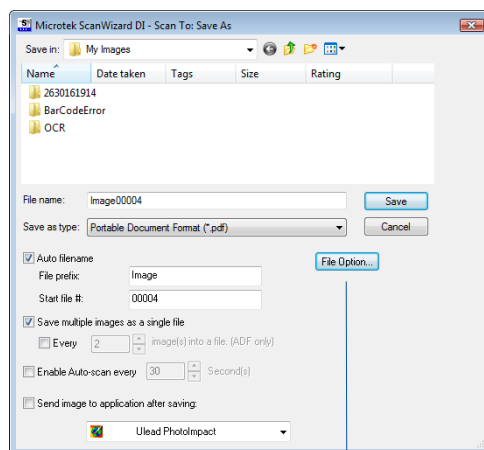 Microtek ScanWizard DI - Scan To: Save As
Save in: My Images
Name Date taken Tags Size Rating
2630161914
BarCodeError
OCR
File name: Image00004 Save
Save as type: Portable Document Format (*.pdf) Cancel
Auto filename File Option...
File prefix: Image
Start file #: 00004
Save multiple images as a single file
Every 2 image(s) into a file. (ADF only)
Enable Auto-scan every 30 Second(s)
Send image to application after saving:
Ulead PhotoImpact